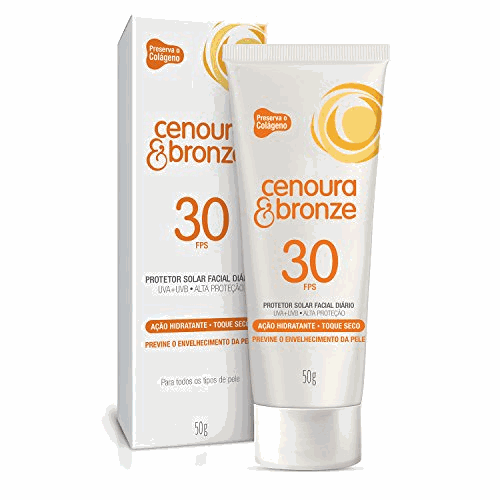 Preserva o
Colágeno
cenoura
&bronze
30
FPS
PROTETOR SOLAR FACIAL DIÁRIO
UVA+UVB • ALTA PROTEÇÃO
AÇÃO HIDRATANTE • TOQUE SECO
PREVINE O ENVELHECIMENTO DA PELE
Para todos os tipos de pele
50g
Preserva o
Colágeno
cenoura
&bronze
30
FPS
PROTETOR SOLAR FACIAL DIÁRIO
UVA+UVB • ALTA PROTEÇÃO
AÇÃO HIDRATANTE • TOQUE SECO
PREVINE O ENVELHECIMENTO DA PELE
50g